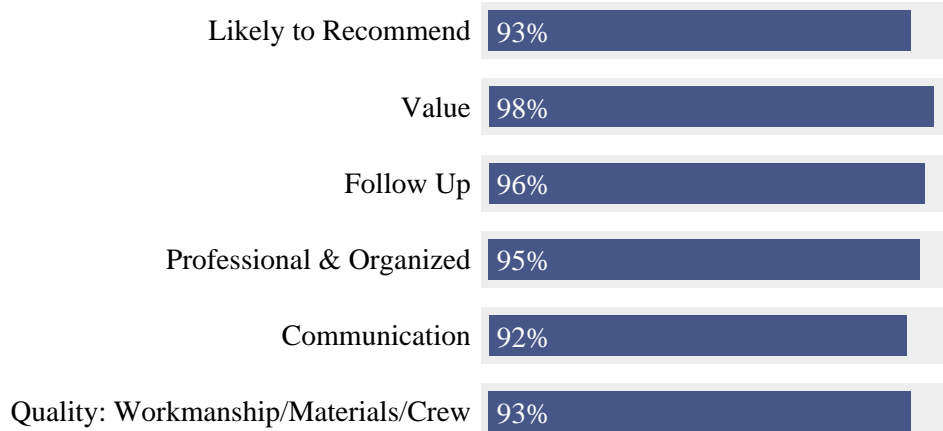 Likely to Recommend 93%
Value 98%
Follow Up 96%
Professional & Organized 95%
Communication 92%
Quality: Workmanship/Materials/Crew 93%